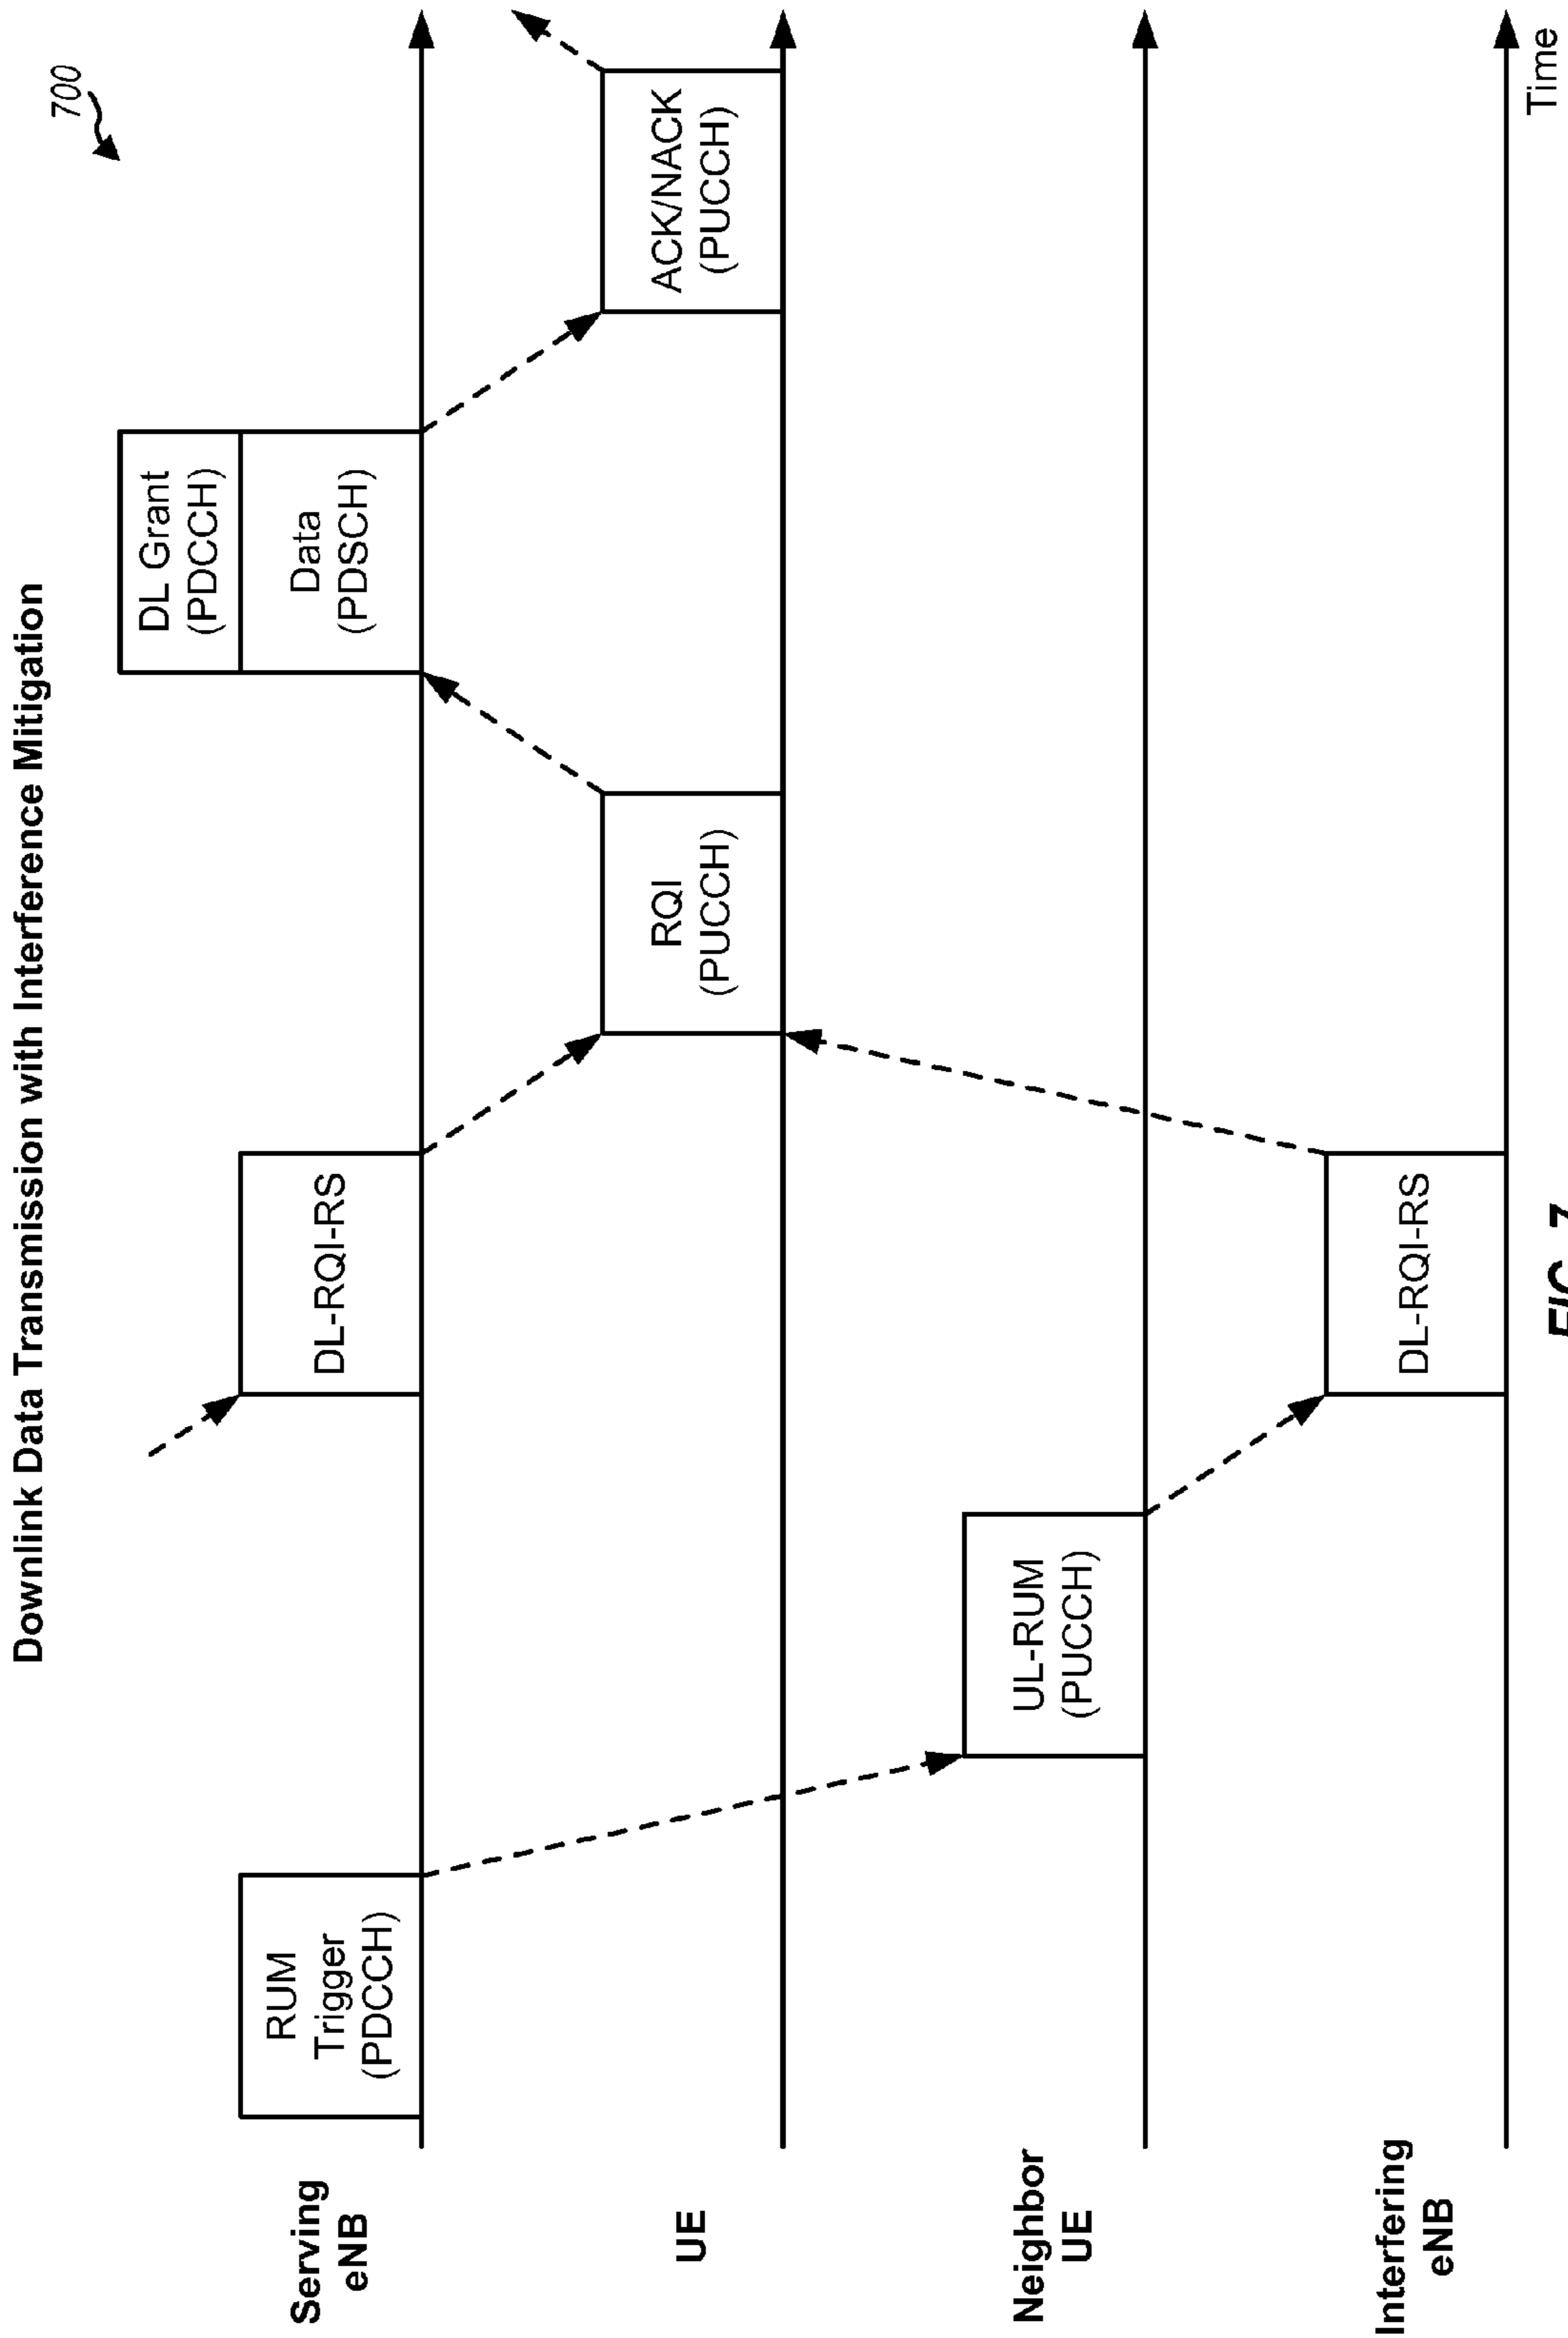 Downlink Data Transmission with Interference Mitigation
700
Serving
eNB
RUM
Trigger
(PDCCH)
DL-RQI-RS
DL Grant
(PDCCH)
Data
(PDSCH)
UE
RQI
(PUCCH)
ACK/NACK
(PUCCH)
Neighbor
UE
UL-RUM
(PUCCH)
Interfering
eNB
DL-RQI-RS
Time